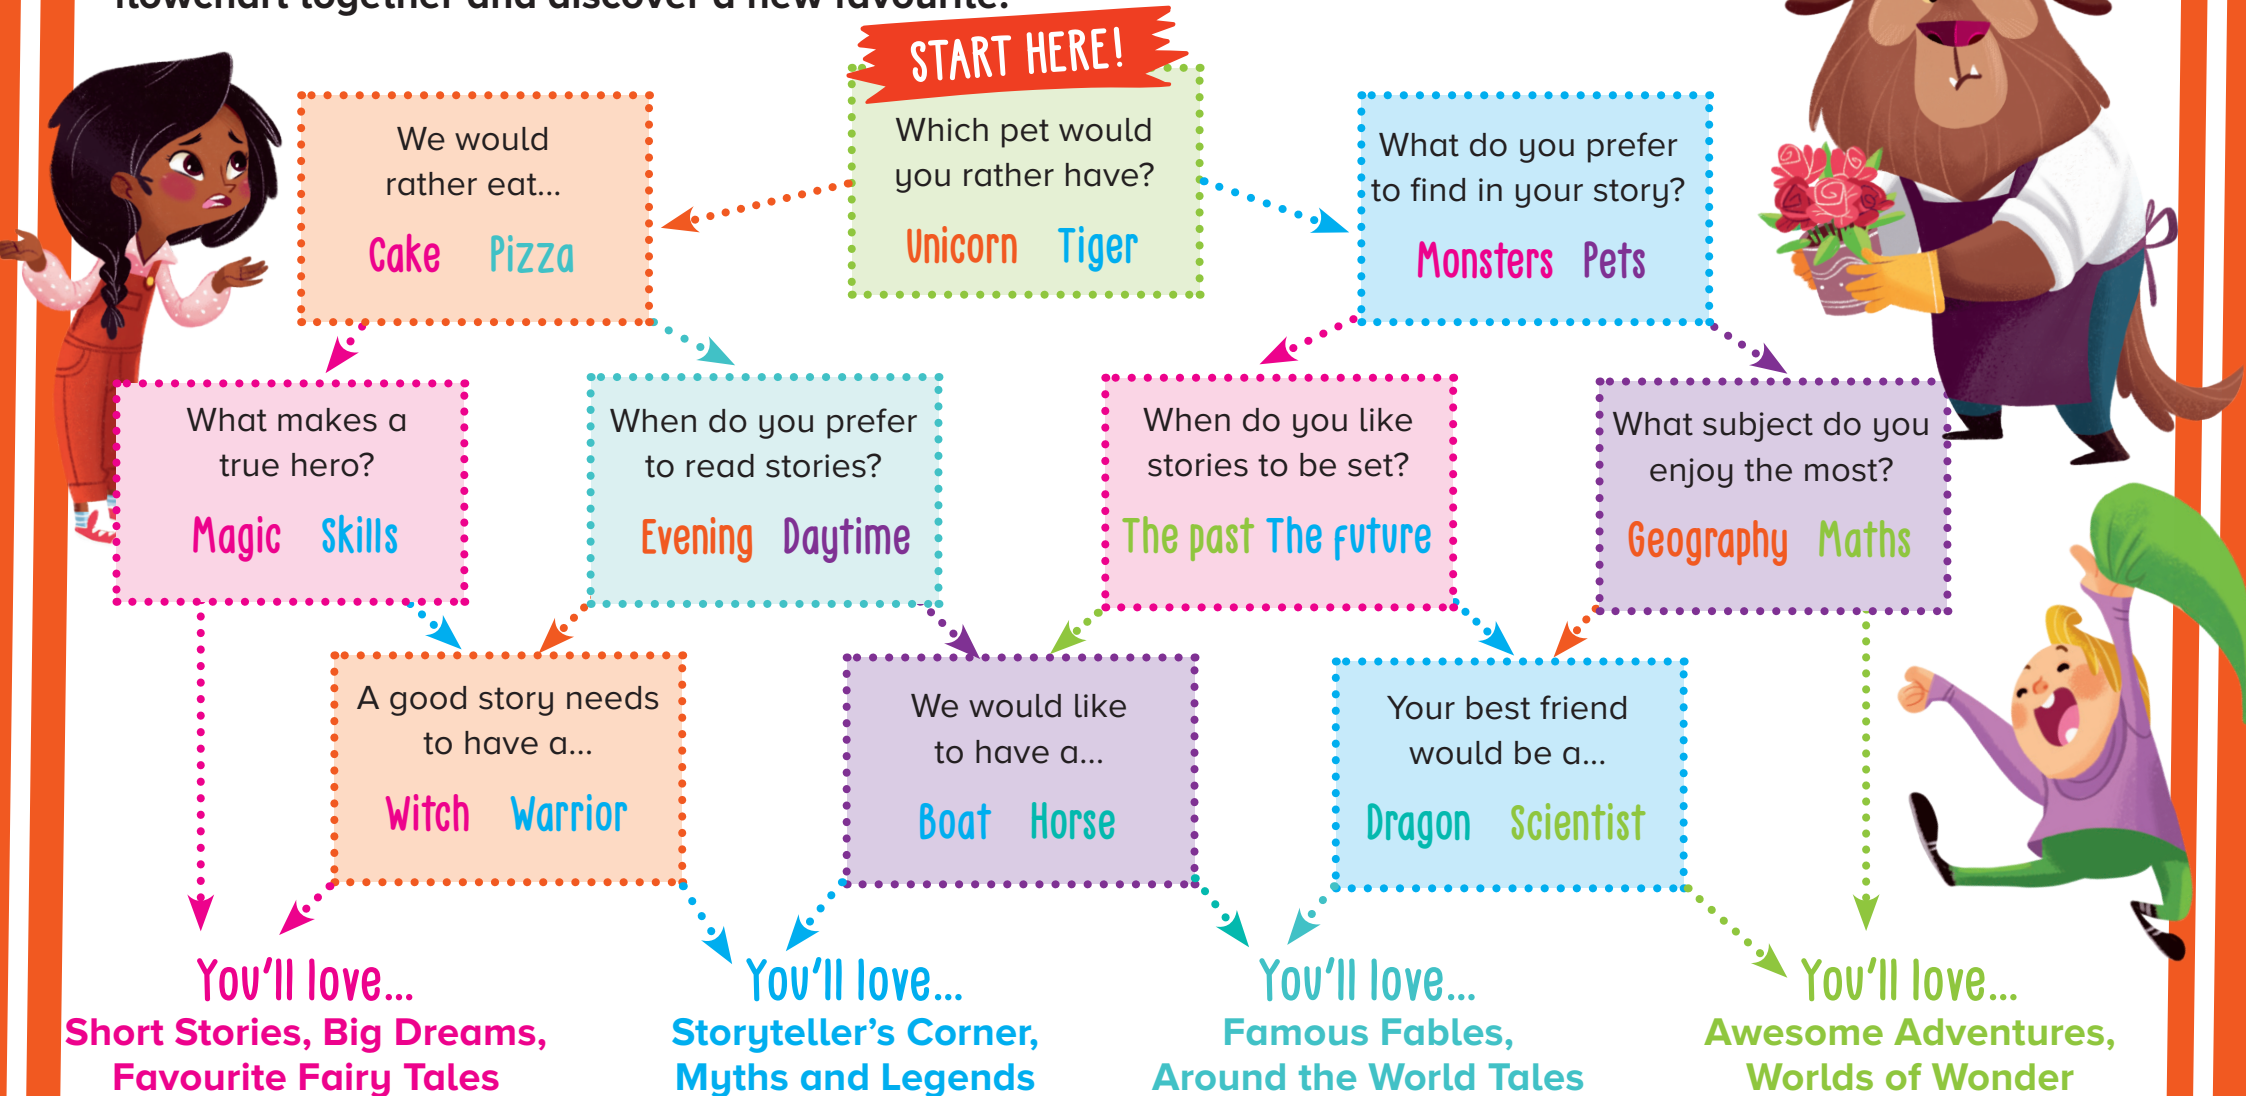 flowchart together and discover a new favourite.
START HERE!
We would
rather eat...
Cake Pizza
Which pet would
you rather have?
Unicorn Tiger
What do you prefer
to find in your story?
Monsters Pets
What makes a
true hero?
Magic Skills
When do you prefer
to read stories?
Evening Daytime
When do you like
stories to be set?
The past The future
What subject do you
enjoy the most?
Geography Maths
A good story needs
to have a...
Witch Warrior
We would like
to have a...
Boat Horse
Your best friend
would be a...
Dragon Scientist
You'll love...
Short Stories, Big Dreams,
Favourite Fairy Tales
You'll love...
Storyteller's Corner,
Myths and Legends
You'll love...
Famous Fables,
Around the World Tales
You'll love...
Awesome Adventures,
Worlds of Wonder